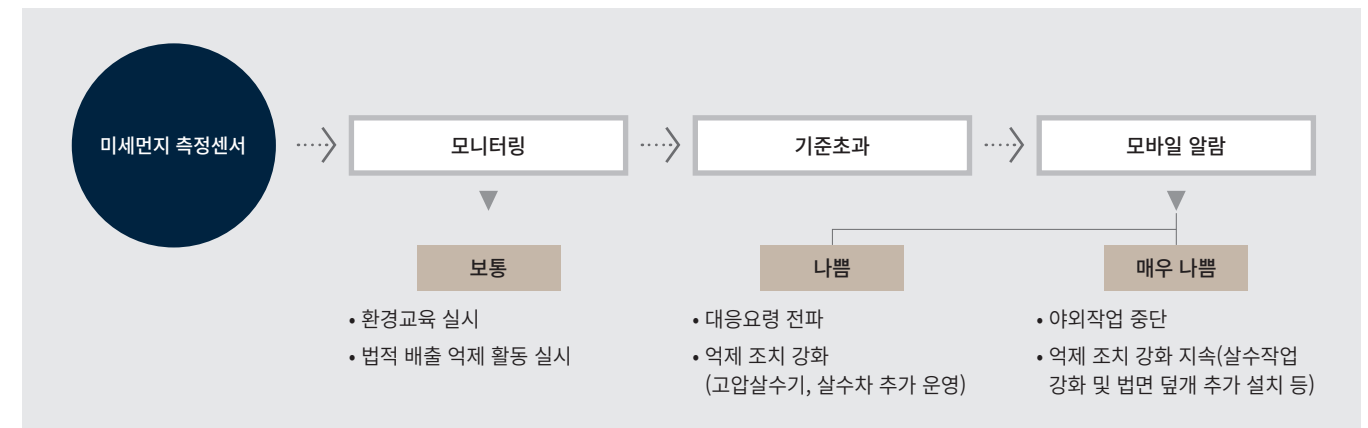 미세먼지 측정센서
모니터링
기준초과
모바일 알람
보통
• 환경교육 실시
• 법적 배출 억제 활동 실시
나쁨
• 대응요령 전파
• 억제 조치 강화
(고압살수기, 살수차 추가 운영)
매우 나쁨
• 야외작업 중단
• 억제 조치 강화 지속(살수작업
강화 및 법면 덮개 추가 설치 등)